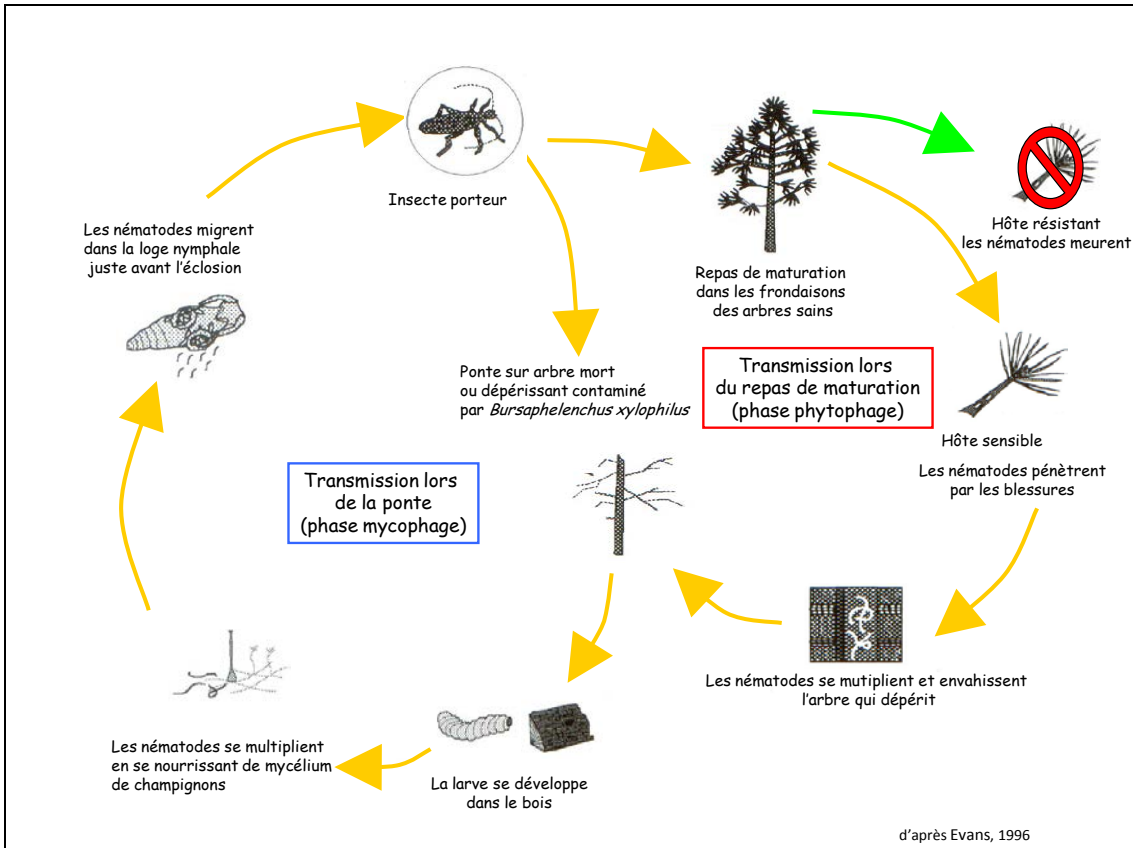 Insecte porteur
Les nématodes migrent
dans la loge nymphale
juste avant l'éclosion
Hôte résistant
les nématodes meurent
Repas de maturation
dans les frondaisons
des arbres sains
Transmission lors
du repas de maturation
(phase phytophage)
Ponte sur arbre mort
ou dépérissant contaminé
par Bursaphelenchus xylophilus
Hôte sensible
Les nématodes pénètrent
par les blessures
Transmission lors
de la ponte
(phase mycophage)
Les nématodes se mutiplient et envahissent
l'arbre qui dépérit
Les nématodes se multiplient
en se nourrissant de mycélium
de champignons
La larve se développe
dans le bois
d'après Evans, 1996